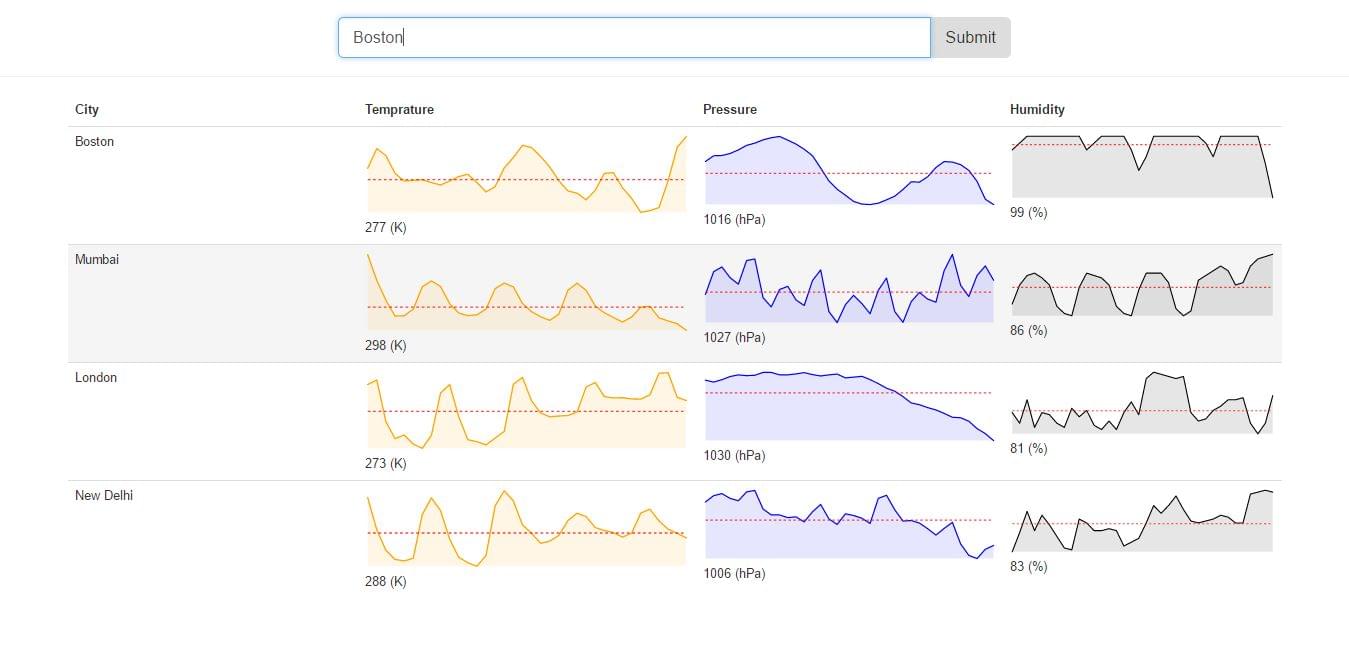 Boston
Submit
City Temprature Pressure Humidity
Boston
277 (K) 1016 (hPa) 99 (%)
Mumbai
298 (K) 1027 (hPa) 86 (%)
London
273 (K) 1030 (hPa) 81 (%)
New Delhi
288 (K) 1006 (hPa) 83 (%)